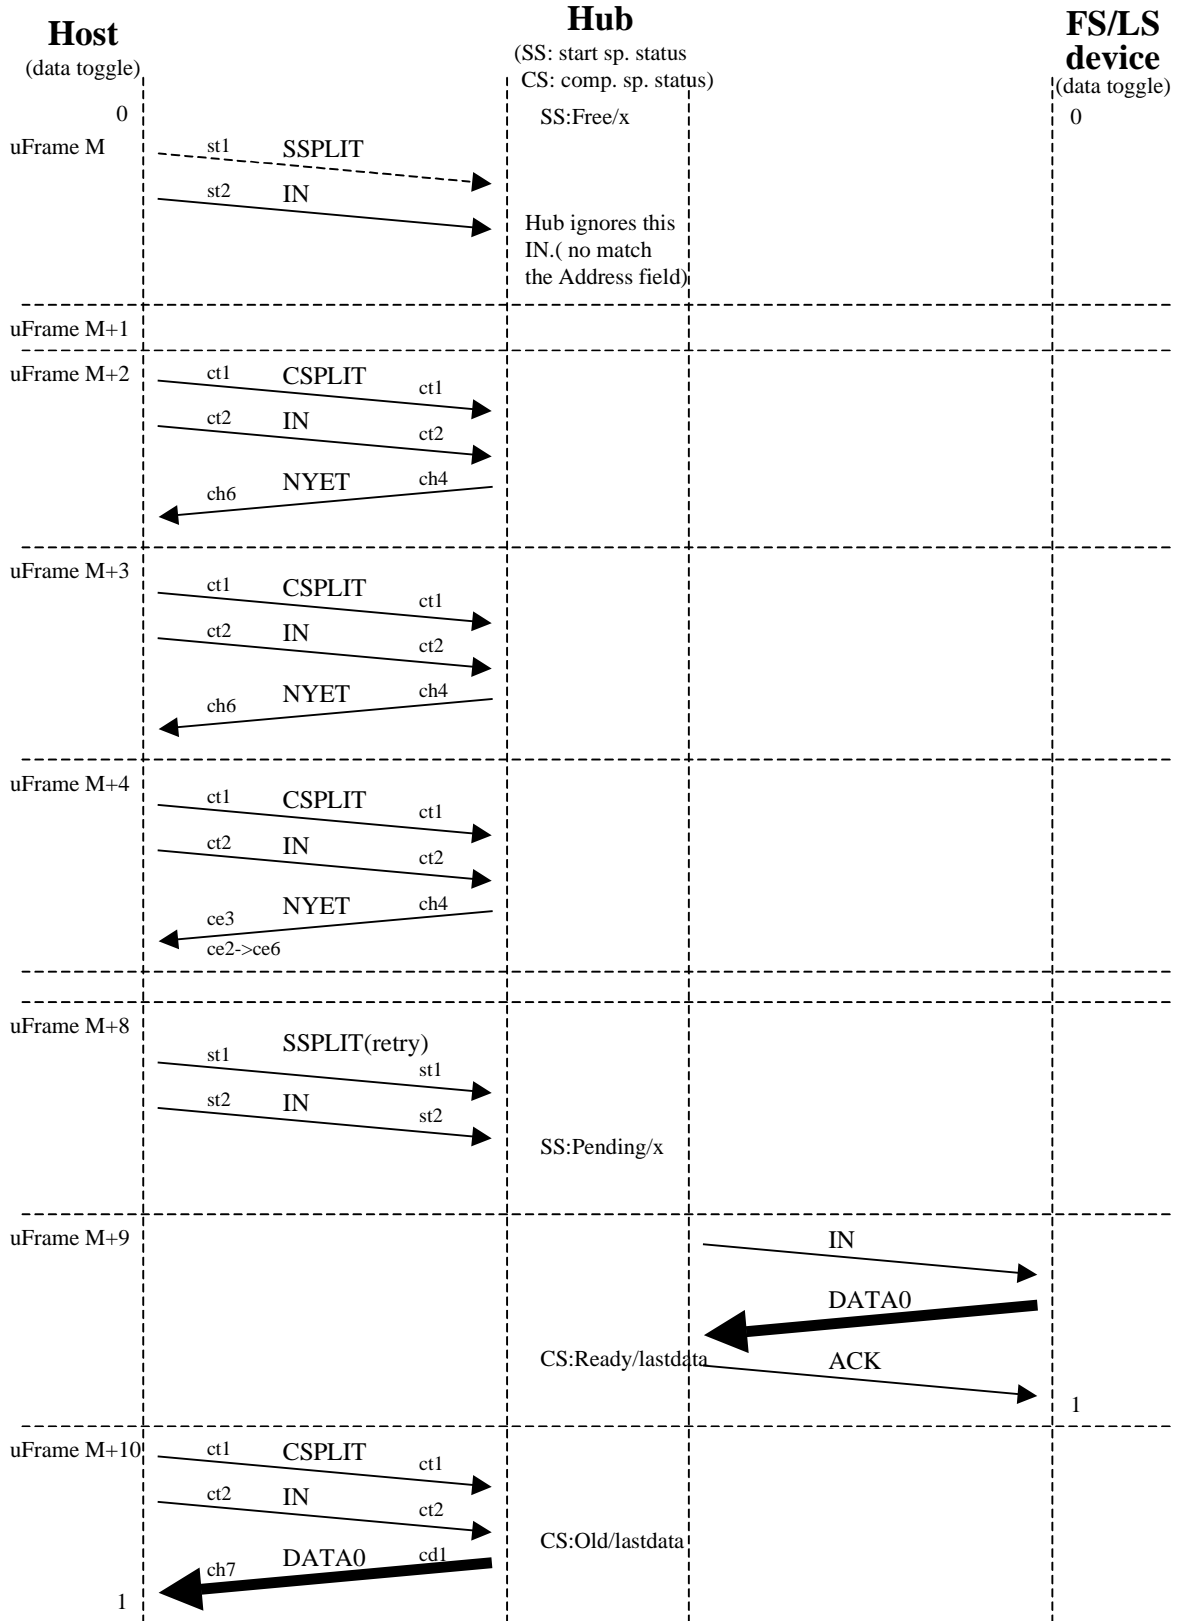 Host
(data toggle)
Hub
(SS: start sp. status
CS: comp. sp. status)
FS/LS
device
(data toggle)
0
SS:Free/x
0
uFrame M
st1 SSPLIT
st2 IN
Hub ignores this
IN.( no match
the Address field)
uFrame M+1
uFrame M+2
ct1 CSPLIT ct1
ct2 IN ct2
ch6 NYET ch4
uFrame M+3
ct1 CSPLIT ct1
ct2 IN ct2
ch6 NYET ch4
uFrame M+4
ct1 CSPLIT ct1
ct2 IN ct2
ce3 NYET ch4
ce2->ce6
uFrame M+8
st1 SSPLIT(retry) st1
st2 IN st2
SS:Pending/x
uFrame M+9
IN
DATA0
CS:Ready/lastdata ACK
1
uFrame M+10
ct1 CSPLIT ct1
ct2 IN ct2
CS:Old/lastdata
ch7 DATA0 cd1
1